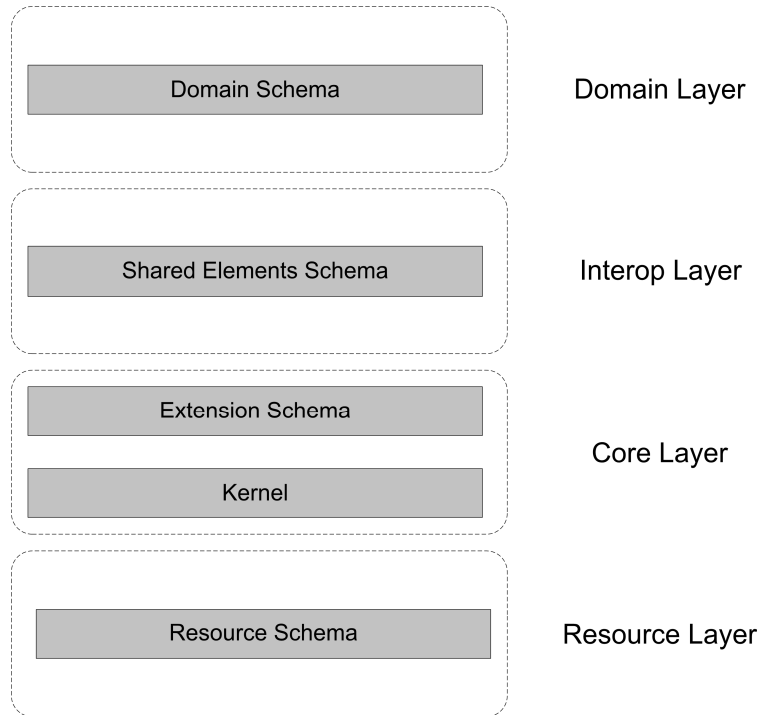 Domain Schema
Domain Layer
Shared Elements Schema
Interop Layer
Extension Schema
Core Layer
Kernel
Resource Schema
Resource Layer